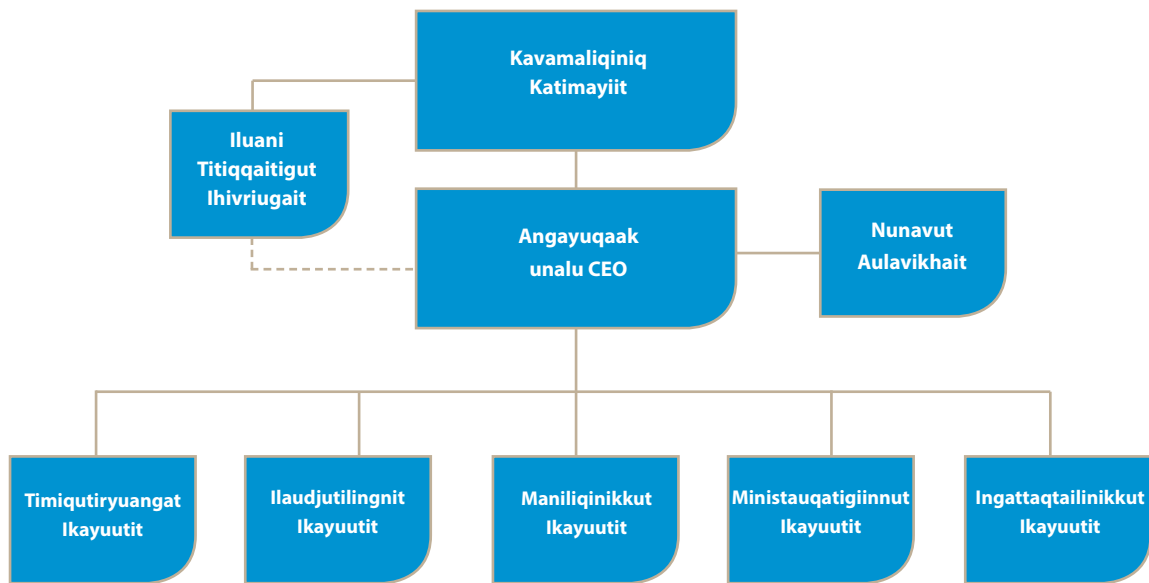 Kavamaliqiniq
Katimayiit
Iluani
Titiqqaitigut
Ihivriugait
Angayuqaak
unalu CEO
Nunavut
Aulavikhait
Timiqutiryuangat
Ikayuutit
Ilaudjutilingnit
Ikayuutit
Maniliqinikkut
Ikayuutit
Ministauqatigiinnut
Ikayuutit
Ingattaqtailinikkut
Ikayuutit